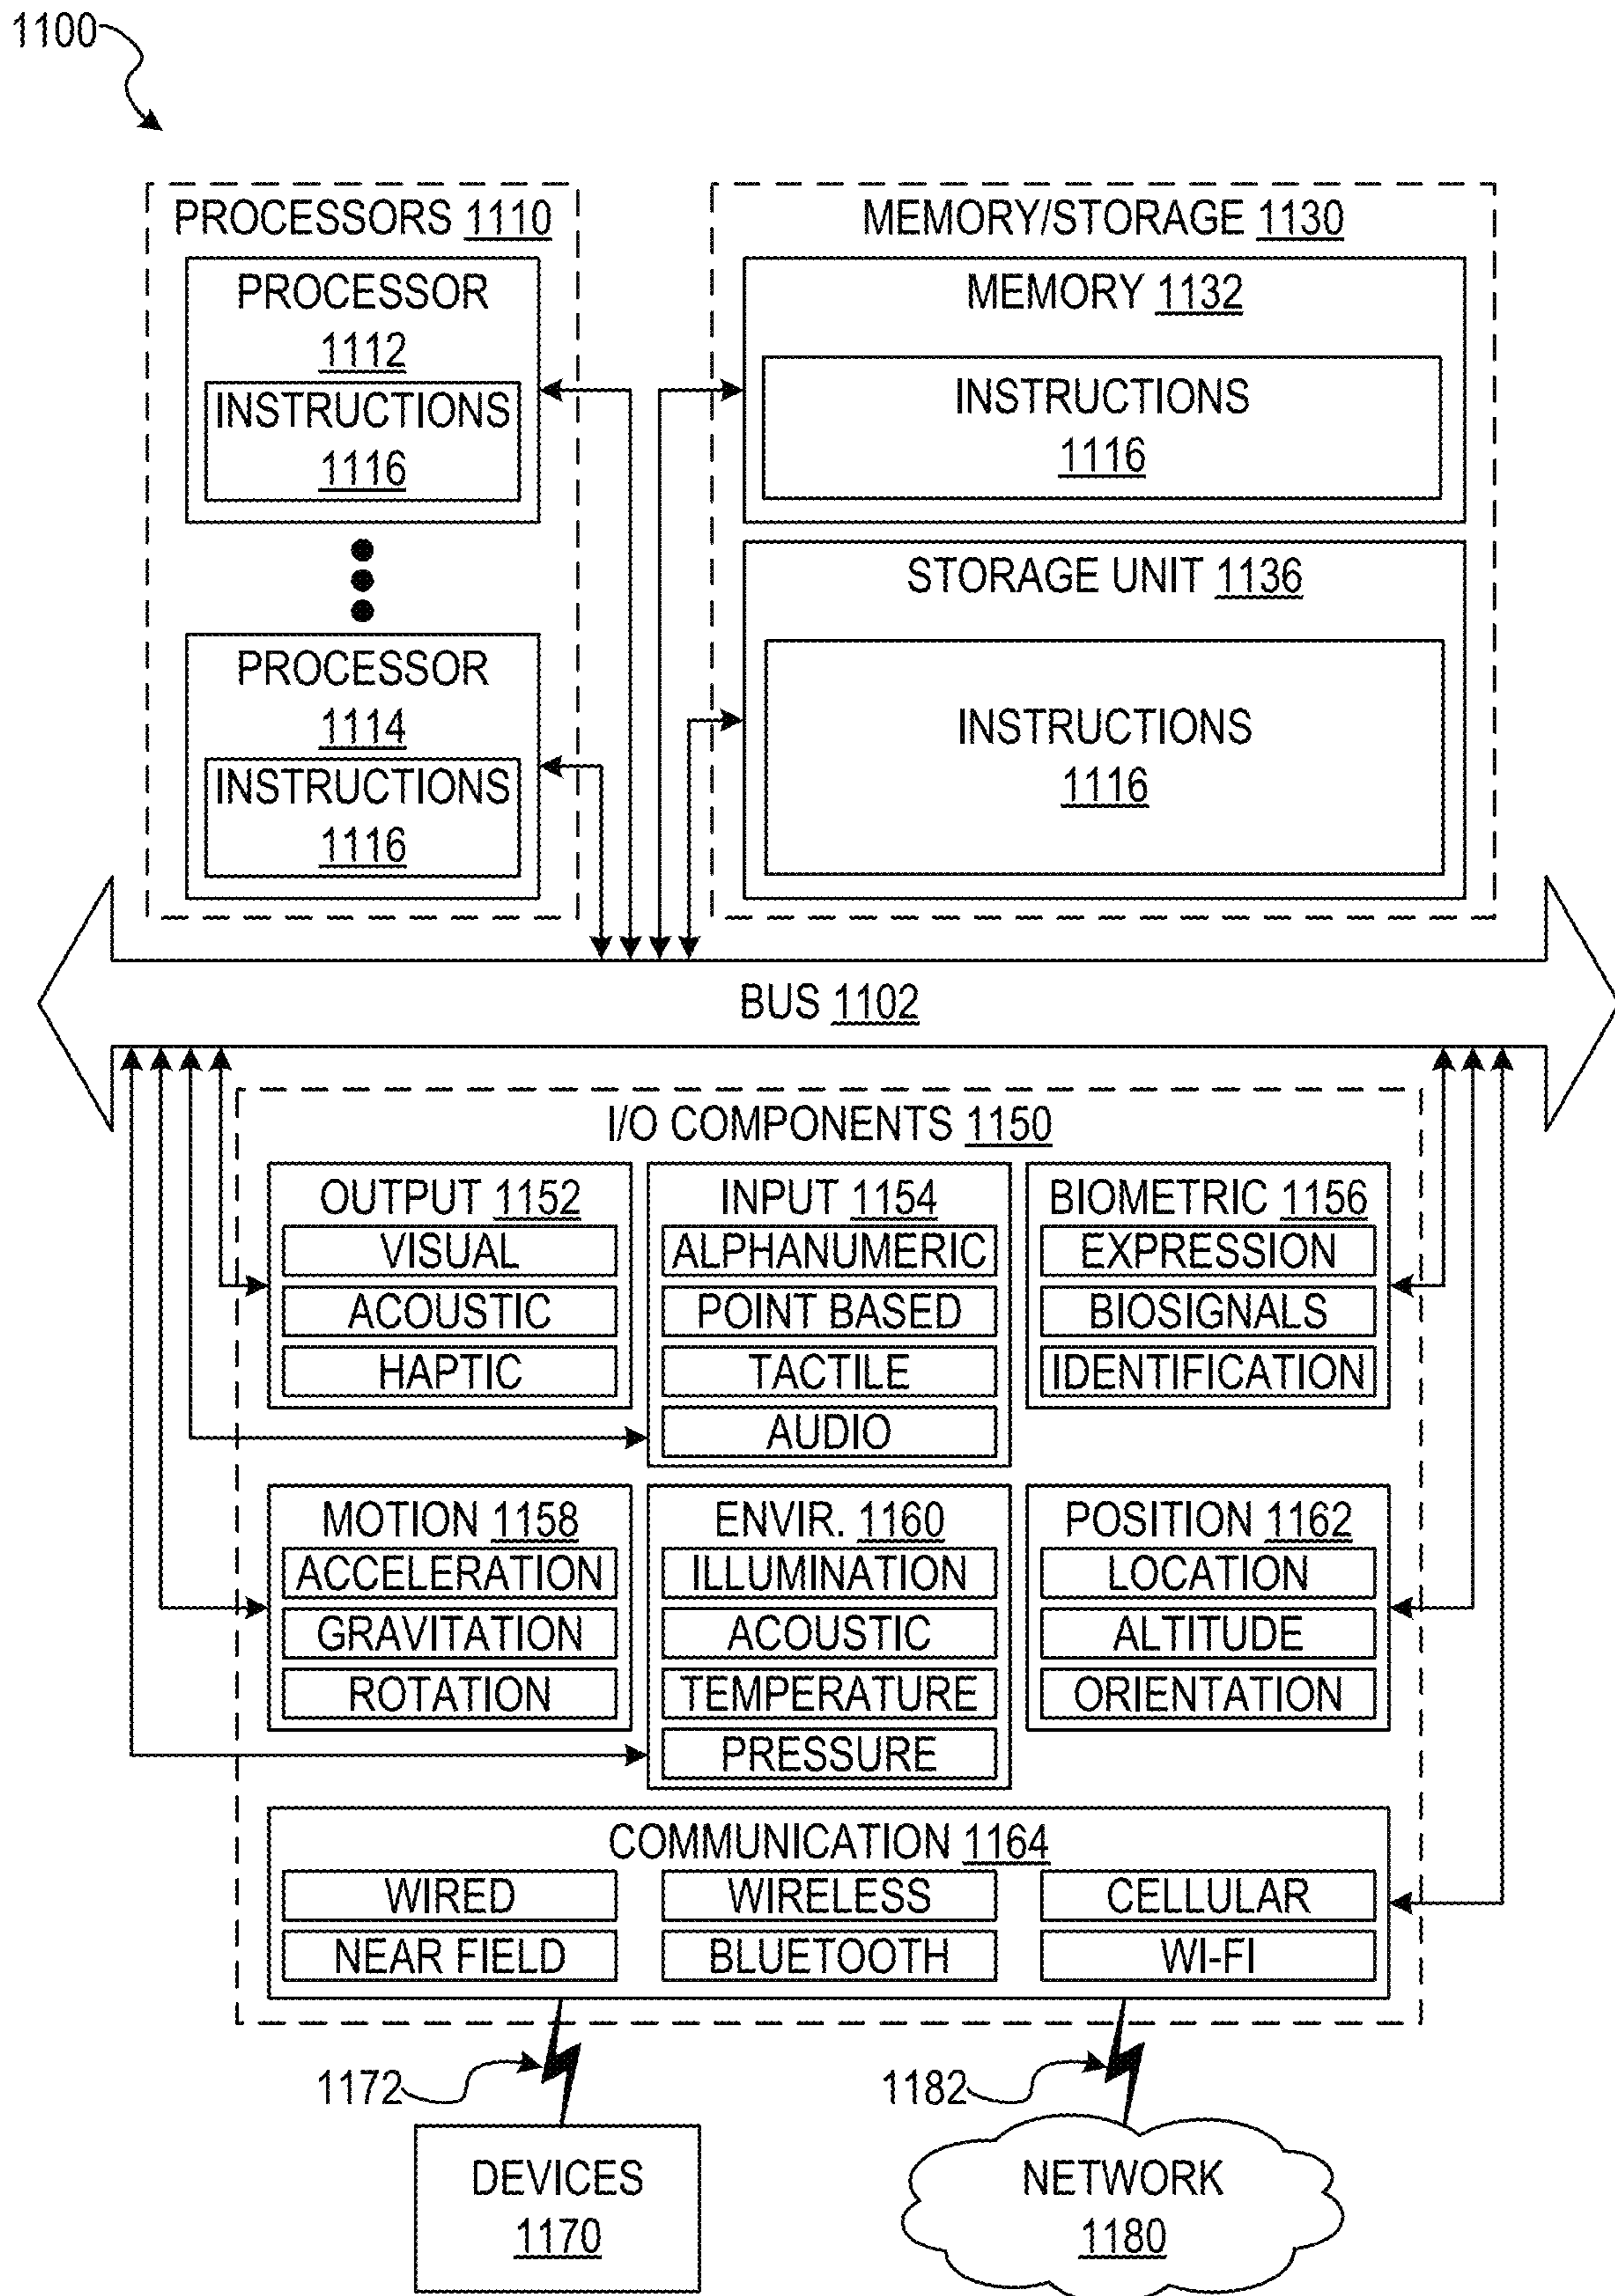 1100
PROCESSORS 1110
PROCESSOR
1112
INSTRUCTIONS
1116
PROCESSOR
1114
INSTRUCTIONS
1116
MEMORY/STORAGE 1130
MEMORY 1132
INSTRUCTIONS
1116
STORAGE UNIT 1136
INSTRUCTIONS
1116
BUS 1102
I/O COMPONENTS 1150
OUTPUT 1152
VISUAL
ACOUSTIC
HAPTIC
INPUT 1154
ALPHANUMERIC
POINT BASED
TACTILE
AUDIO
BIOMETRIC 1156
EXPRESSION
BIOSIGNALS
IDENTIFICATION
MOTION 1158
ACCELERATION
GRAVITATION
ROTATION
ENVIR. 1160
ILLUMINATION
ACOUSTIC
TEMPERATURE
PRESSURE
POSITION 1162
LOCATION
ALTITUDE
ORIENTATION
COMMUNICATION 1164
WIRED
WIRELESS
CELLULAR
NEAR FIELD
BLUETOOTH
WI-FI
1172
1182
DEVICES
1170
NETWORK
1180